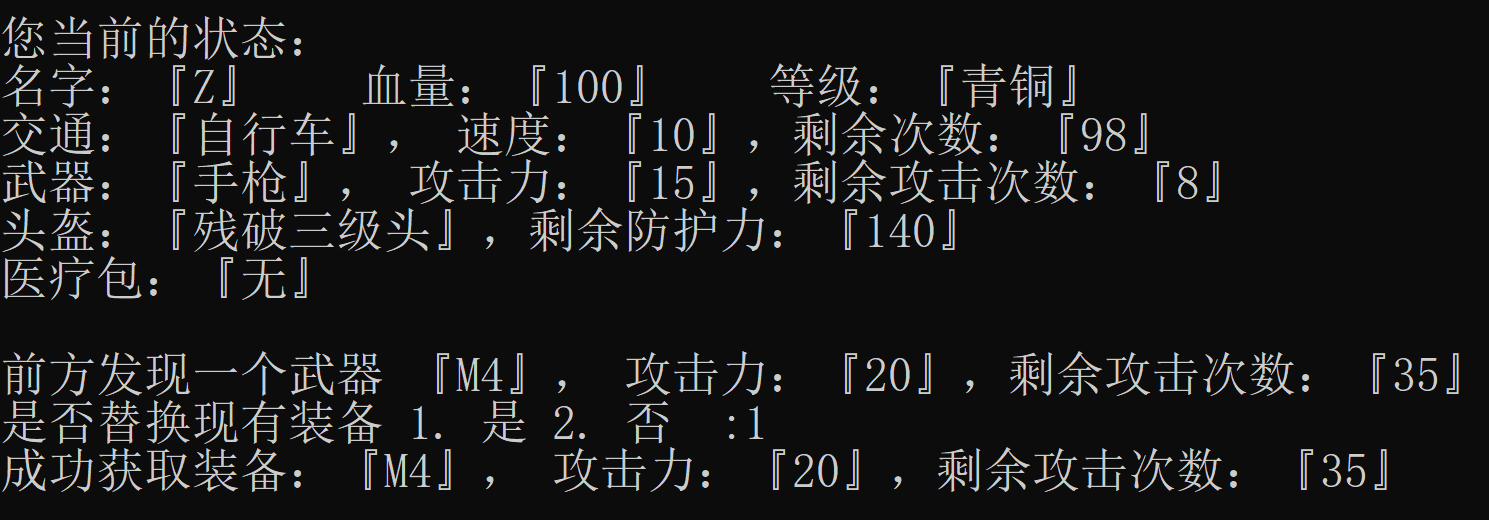 您当前的状态：
名字：『Z』　　血量：『100』　　等级：『青铜』
交通：『自行车』， 速度：『10』，剩余次数：『98』
武器：『手枪』， 攻击力：『15』，剩余攻击次数：『8』
头盔：『残破三级头』，剩余防护力：『140』
医疗包：『无』
前方发现一个武器 『M4』， 攻击力：『20』，剩余攻击次数：『35』
是否替换现有装备 1. 是 2. 否  :1
成功获取装备：『M4』， 攻击力：『20』，剩余攻击次数：『35』